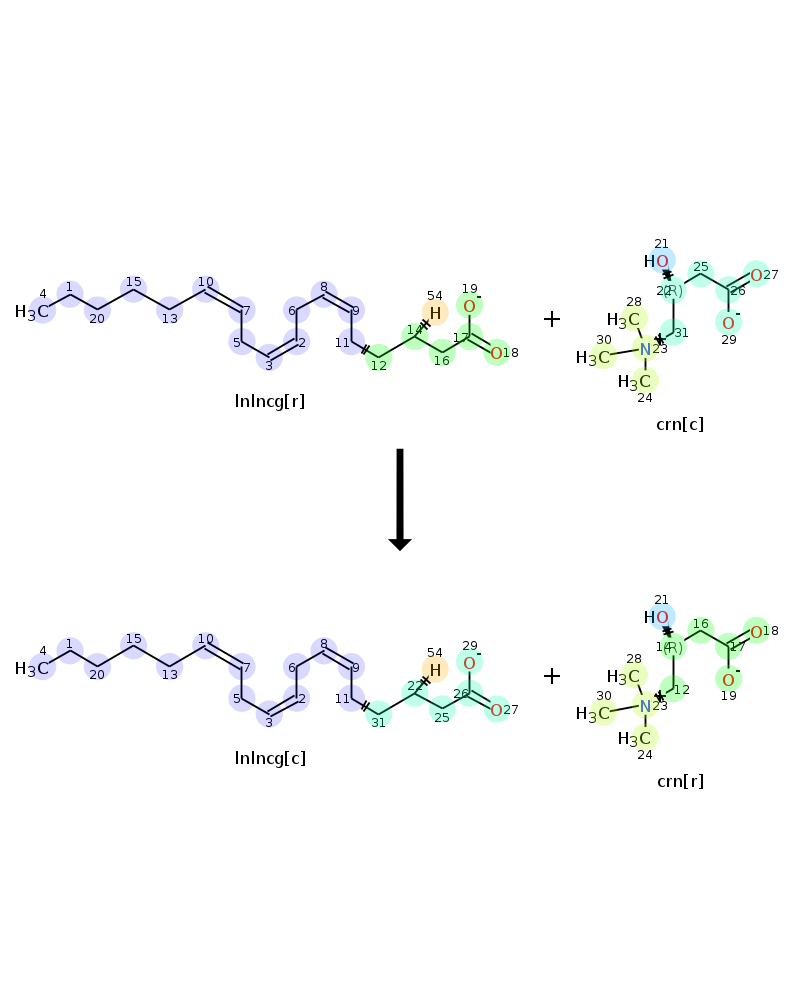 21
HO
25
22 (R)
26
O 27
28
H3C
31
O-
29
30
H3C
N 23
H3C
24
crn[c]
4
H3C
1
20
15
13
10
7
5
3
2
6
8
9
11
12
14
54
H
16
17
19
O-
O 18
+
lnlncg[r]
21
HO
16
14 (R)
17
O 18
28
H3C
12
O-
19
30
H3C
N 23
H3C
24
crn[r]
4
H3C
1
20
15
13
10
7
5
3
2
6
8
9
11
31
22
54
H
25
26
29
O-
O 27
+
lnlncg[c]